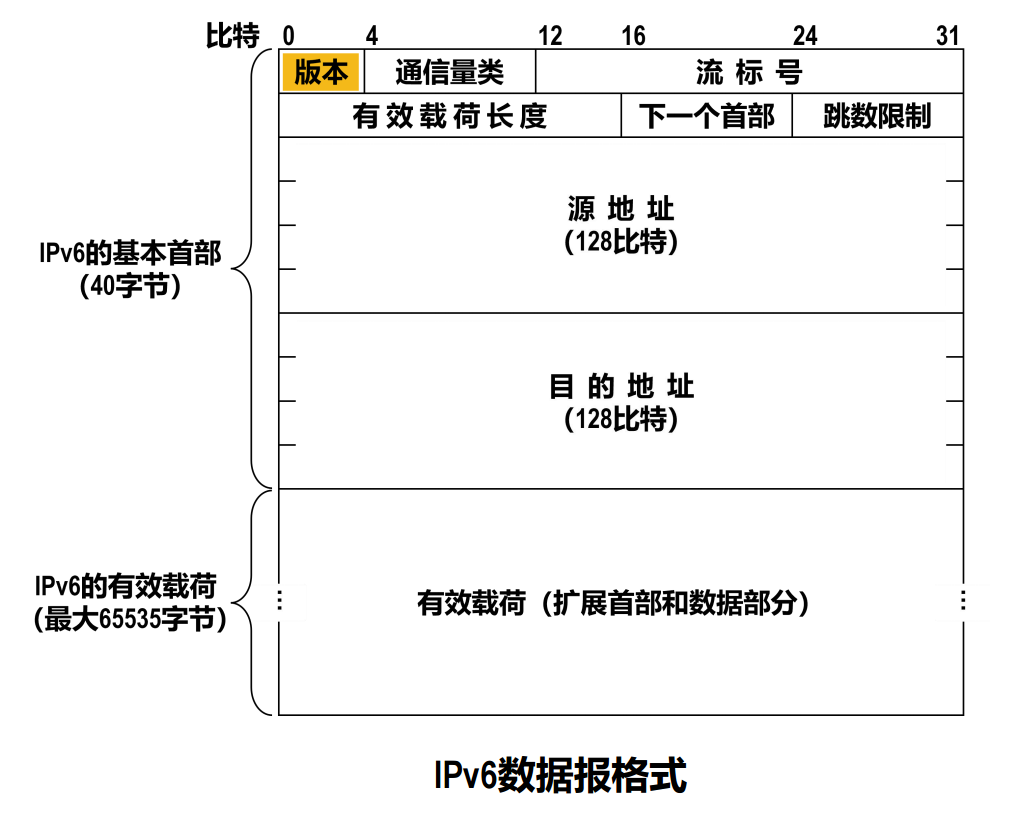 比特 0 4 12 16 24 31
版本 通信量类 流标号
有效载荷长度 下一个首部 跳数限制
源地址
(128比特)
IPv6的基本首部
(40字节)
目的地址
(128比特)
IPv6的有效载荷
(最大65535字节)
有效载荷（扩展首部和数据部分）
IPv6数据报格式